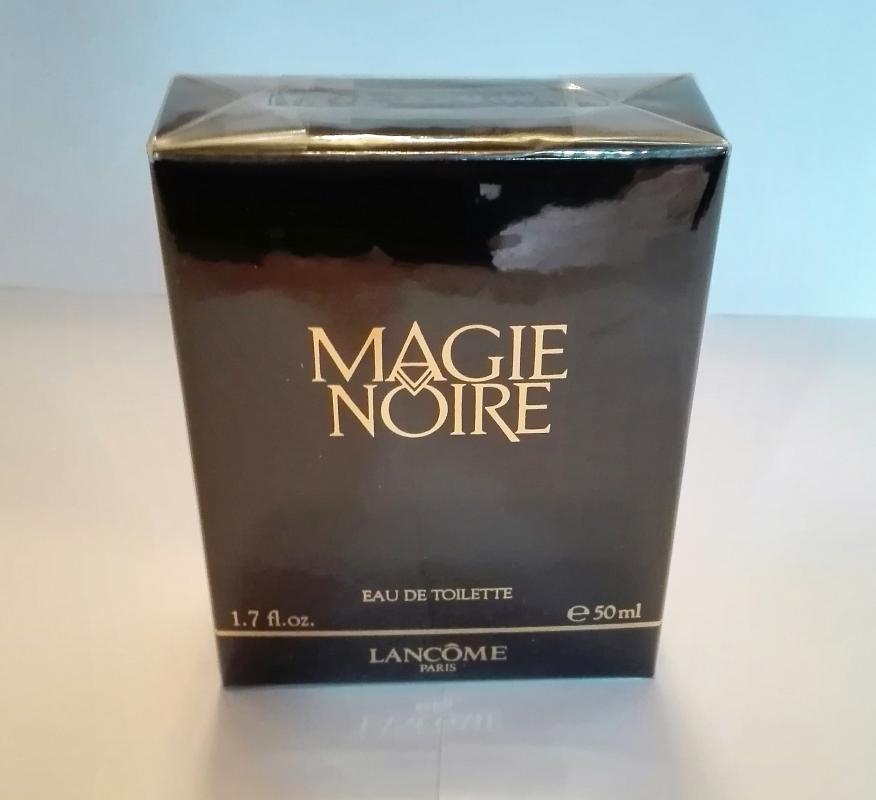 MAGIE
NOIRE
EAU DE TOILETTE
1.7 fl.oz. ℮ 50 ml
LANCÔME
PARIS